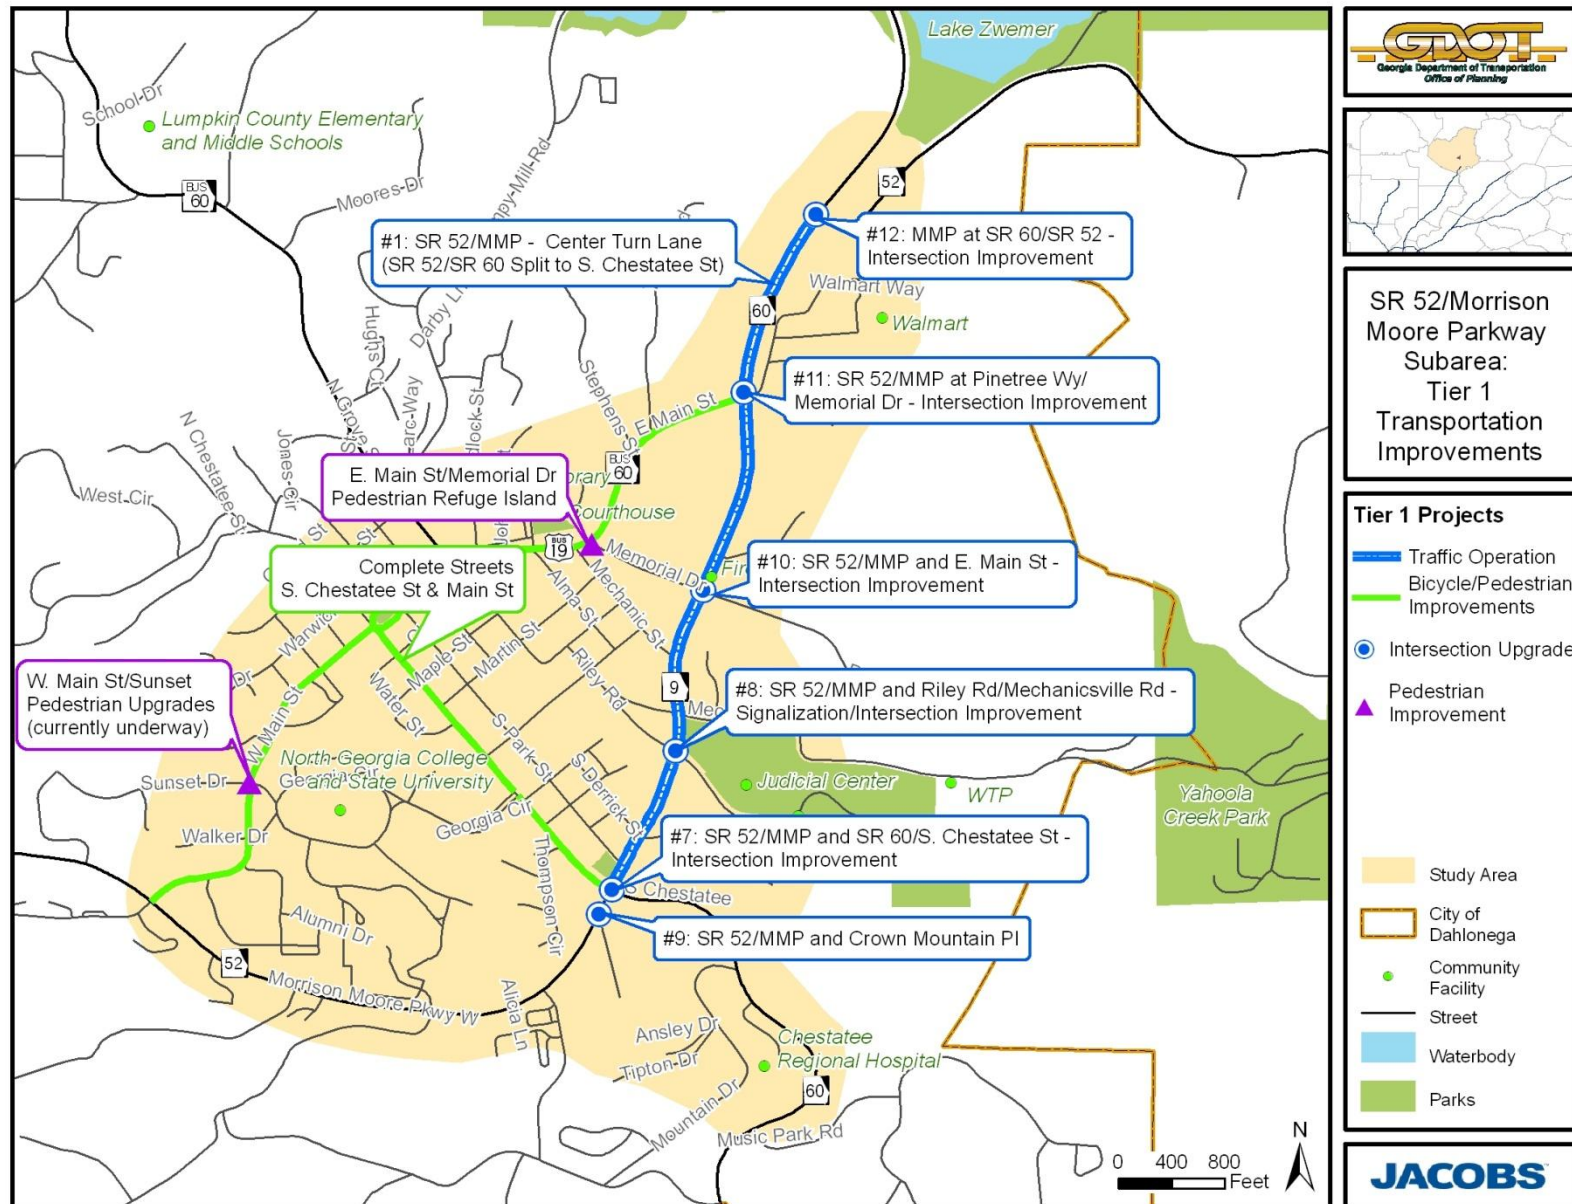 Lake Zwemer
School Dr
Lumpkin County Elementary
and Middle Schools
BUS
60
Moores Dr
52
#1: SR 52/MMP - Center Turn Lane
(SR 52/SR 60 Split to S. Chestatee St)
#12: MMP at SR 60/SR 52 -
Intersection Improvement
Walmart Way
60
Walmart
Hughs Ct
Darby Ln
Stephens St
#11: SR 52/MMP at Pinetree Wy/
Memorial Dr - Intersection Improvement
N Grove St
N Chestatee St
Jones Cir
West Cir
E Main St
BUS
60
E. Main St/Memorial Dr
Pedestrian Refuge Island
Courthouse
BUS
19
Memorial Dr
Complete Streets
S. Chestatee St & Main St
#10: SR 52/MMP and E. Main St -
Intersection Improvement
Alma St
Mechanic St
Maple St
Martin St
Riley Rd
Water St
W. Main St/Sunset
Pedestrian Upgrades
(currently underway)
W Main St
9
#8: SR 52/MMP and Riley Rd/Mechanicsville Rd -
Signalization/Intersection Improvement
S Park St
S Derrick St
Sunset Dr
Georgia Cir
North Georgia College
and State University
Georgia Cir
Walker Dr
Judicial Center
WTP
Yahoola
Creek Park
#7: SR 52/MMP and SR 60/S. Chestatee St -
Intersection Improvement
S Chestatee
Thompson Cir
#9: SR 52/MMP and Crown Mountain Pl
Alumni Dr
52
Morrison Moore Pkwy W
Alicia Ln
Ansley Dr
Tipton Dr
Mountain Dr
Chestatee
Regional Hospital
60
Music Park Rd
0 400 800
Feet
N
GDOT
Georgia Department of Transportation
Office of Planning
SR 52/Morrison
Moore Parkway
Subarea:
Tier 1
Transportation
Improvements
Tier 1 Projects
Traffic Operation
Bicycle/Pedestrian
Improvements
Intersection Upgrade
Pedestrian
Improvement
Study Area
City of
Dahlonega
Community
Facility
Street
Waterbody
Parks
JACOBS